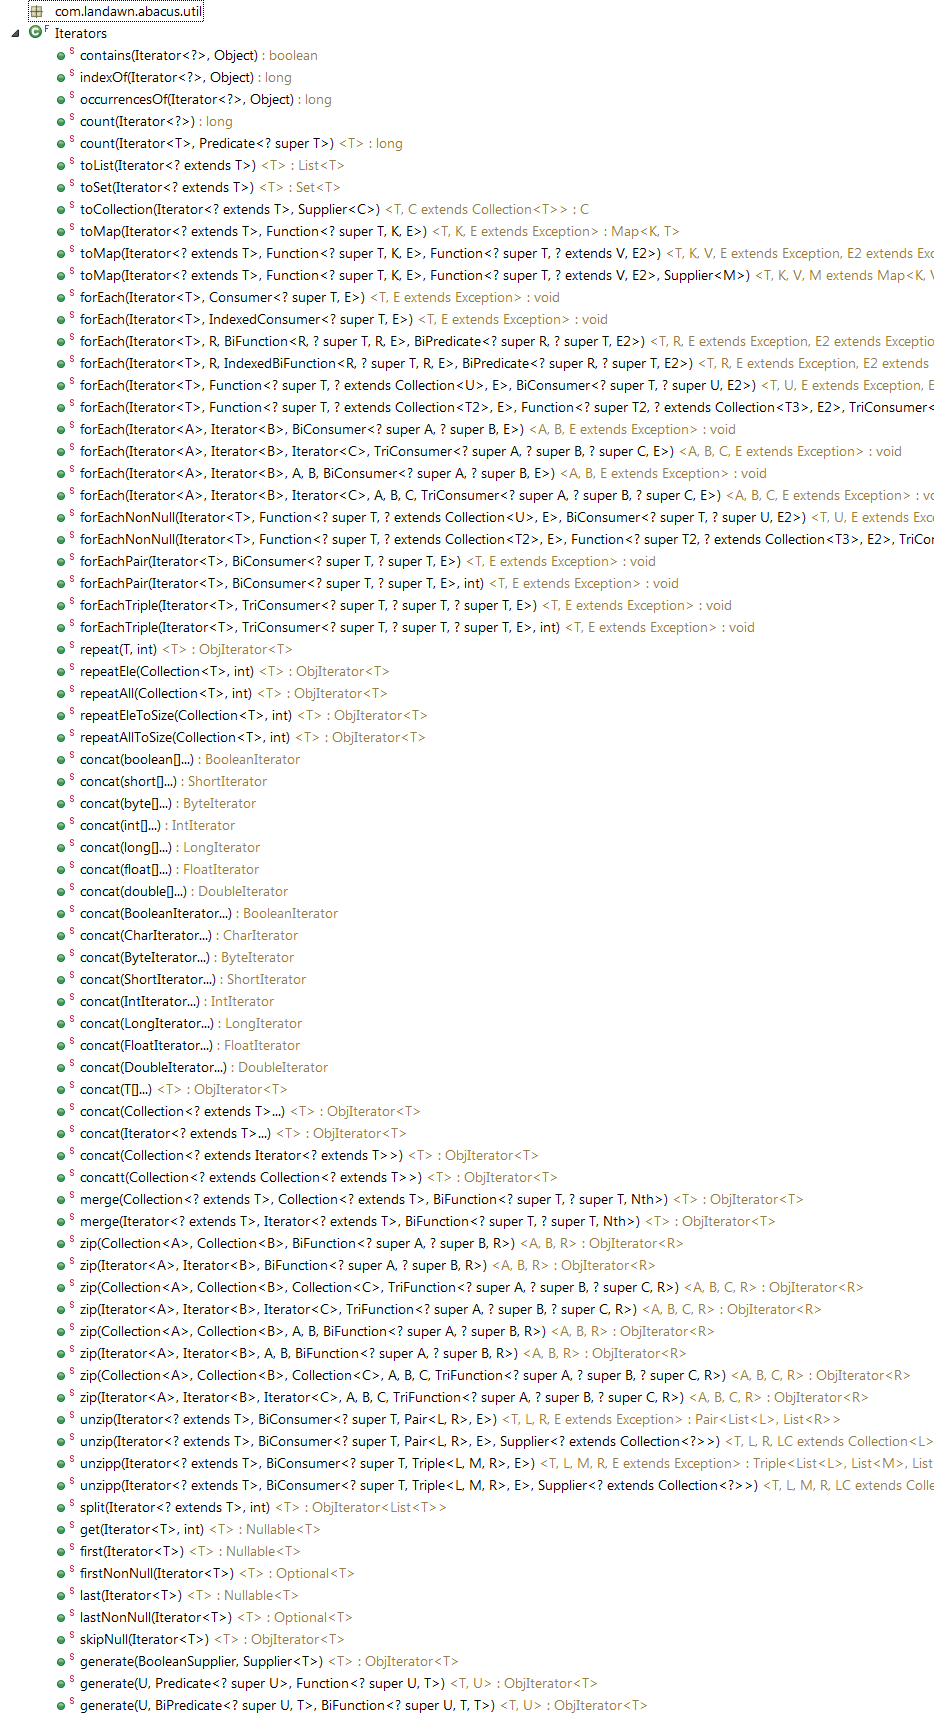 com.landawn.abacus.util
Iterators
contains(Iterator<?>, Object) : boolean
indexOf(Iterator<?>, Object) : long
occurrencesOf(Iterator<?>, Object) : long
count(Iterator<?>) : long
count(Iterator<T>, Predicate<? super T>) <T> : long
toList(Iterator<? extends T>) <T> : List<T>
toSet(Iterator<? extends T>) <T> : Set<T>
toCollection(Iterator<? extends T>, Supplier<C>) <T, C extends Collection<T>> : C
toMap(Iterator<? extends T>, Function<? super T, K, E>) <T, K, E extends Exception> : Map<K, T>
toMap(Iterator<? extends T>, Function<? super T, K, E>, Function<? super T, ? extends V, E2>) <T, K, V, E extends Exception, E2 extends Exc
toMap(Iterator<? extends T>, Function<? super T, K, E>, Function<? super T, ? extends V, E2>, Supplier<M>) <T, K, V, M extends Map<K, V
forEach(Iterator<T>, Consumer<? super T, E>) <T, E extends Exception> : void
forEach(Iterator<T>, IndexedConsumer<? super T, E>) <T, E extends Exception> : void
forEach(Iterator<T>, R, BiFunction<R, ? super T, R, E>, BiPredicate<? super R, ? super T, E2>) <T, R, E extends Exception, E2 extends Exceptio
forEach(Iterator<T>, R, IndexedBiFunction<R, ? super T, R, E>, BiPredicate<? super R, ? super T, E2>) <T, R, E extends Exception, E2 extends
forEach(Iterator<T>, Function<? super T, ? extends Collection<U>, E>, BiConsumer<? super T, ? super U, E2>) <T, U, E extends Exception, E
forEach(Iterator<T>, Function<? super T, ? extends Collection<T2>, E>, Function<? super T2, ? extends Collection<T3>, E2>, TriConsumer<
forEach(Iterator<A>, Iterator<B>, BiConsumer<? super A, ? super B, E>) <A, B, E extends Exception> : void
forEach(Iterator<A>, Iterator<B>, Iterator<C>, TriConsumer<? super A, ? super B, ? super C, E>) <A, B, C, E extends Exception> : void
forEach(Iterator<A>, Iterator<B>, A, B, BiConsumer<? super A, ? super B, E>) <A, B, E extends Exception> : void
forEach(Iterator<A>, Iterator<B>, Iterator<C>, A, B, C, TriConsumer<? super A, ? super B, ? super C, E>) <A, B, C, E extends Exception> : vo
forEachNonNull(Iterator<T>, Function<? super T, ? extends Collection<U>, E>, BiConsumer<? super T, ? super U, E2>) <T, U, E extends Exc
forEachNonNull(Iterator<T>, Function<? super T, ? extends Collection<T2>, E>, Function<? super T2, ? extends Collection<T3>, E2>, TriCon
forEachPair(Iterator<T>, BiConsumer<? super T, ? super T, E>) <T, E extends Exception> : void
forEachPair(Iterator<T>, BiConsumer<? super T, ? super T, E>, int) <T, E extends Exception> : void
forEachTriple(Iterator<T>, TriConsumer<? super T, ? super T, ? super T, E>) <T, E extends Exception> : void
forEachTriple(Iterator<T>, TriConsumer<? super T, ? super T, ? super T, E>, int) <T, E extends Exception> : void
repeat(T, int) <T> : ObjIterator<T>
repeatEle(Collection<T>, int) <T> : ObjIterator<T>
repeatAll(Collection<T>, int) <T> : ObjIterator<T>
repeatEleToSize(Collection<T>, int) <T> : ObjIterator<T>
repeatAllToSize(Collection<T>, int) <T> : ObjIterator<T>
concat(boolean[]...) : BooleanIterator
concat(short[]...) : ShortIterator
concat(byte[]...) : ByteIterator
concat(int[]...) : IntIterator
concat(long[]...) : LongIterator
concat(float[]...) : FloatIterator
concat(double[]...) : DoubleIterator
concat(BooleanIterator...) : BooleanIterator
concat(CharIterator...) : CharIterator
concat(ByteIterator...) : ByteIterator
concat(ShortIterator...) : ShortIterator
concat(IntIterator...) : IntIterator
concat(LongIterator...) : LongIterator
concat(FloatIterator...) : FloatIterator
concat(DoubleIterator...) : DoubleIterator
concat(T[]...) <T> : ObjIterator<T>
concat(Collection<? extends T>...) <T> : ObjIterator<T>
concat(Iterator<? extends T>...) <T> : ObjIterator<T>
concat(Collection<? extends Iterator<? extends T>>) <T> : ObjIterator<T>
concatt(Collection<? extends Collection<? extends T>>) <T> : ObjIterator<T>
merge(Collection<? extends T>, Collection<? extends T>, BiFunction<? super T, ? super T, Nth>) <T> : ObjIterator<T>
merge(Iterator<? extends T>, Iterator<? extends T>, BiFunction<? super T, ? super T, Nth>) <T> : ObjIterator<T>
zip(Collection<A>, Collection<B>, BiFunction<? super A, ? super B, R>) <A, B, R> : ObjIterator<R>
zip(Iterator<A>, Iterator<B>, BiFunction<? super A, ? super B, R>) <A, B, R> : ObjIterator<R>
zip(Collection<A>, Collection<B>, Collection<C>, TriFunction<? super A, ? super B, ? super C, R>) <A, B, C, R> : ObjIterator<R>
zip(Iterator<A>, Iterator<B>, Iterator<C>, TriFunction<? super A, ? super B, ? super C, R>) <A, B, C, R> : ObjIterator<R>
zip(Collection<A>, Collection<B>, A, B, BiFunction<? super A, ? super B, R>) <A, B, R> : ObjIterator<R>
zip(Iterator<A>, Iterator<B>, A, B, BiFunction<? super A, ? super B, R>) <A, B, R> : ObjIterator<R>
zip(Collection<A>, Collection<B>, Collection<C>, A, B, C, TriFunction<? super A, ? super B, ? super C, R>) <A, B, C, R> : ObjIterator<R>
zip(Iterator<A>, Iterator<B>, Iterator<C>, A, B, C, TriFunction<? super A, ? super B, ? super C, R>) <A, B, C, R> : ObjIterator<R>
unzip(Iterator<? extends T>, BiConsumer<? super T, Pair<L, R>, E>) <T, L, R, E extends Exception> : Pair<List<L>, List<R>>
unzip(Iterator<? extends T>, BiConsumer<? super T, Pair<L, R>, E>, Supplier<? extends Collection<?>>) <T, L, R, LC extends Collection<L>
unzipp(Iterator<? extends T>, BiConsumer<? super T, Triple<L, M, R>, E>) <T, L, M, R, E extends Exception> : Triple<List<L>, List<M>, List
unzipp(Iterator<? extends T>, BiConsumer<? super T, Triple<L, M, R>, E>, Supplier<? extends Collection<?>>) <T, L, M, R, LC extends Colle
split(Iterator<? extends T>, int) <T> : ObjIterator<List<T>>
get(Iterator<T>, int) <T> : Nullable<T>
first(Iterator<T>) <T> : Nullable<T>
firstNonNull(Iterator<T>) <T> : Optional<T>
last(Iterator<T>) <T> : Nullable<T>
lastNonNull(Iterator<T>) <T> : Optional<T>
skipNull(Iterator<T>) <T> : ObjIterator<T>
generate(BooleanSupplier, Supplier<T>) <T> : ObjIterator<T>
generate(U, Predicate<? super U>, Function<? super U, T>) <T, U> : ObjIterator<T>
generate(U, BiPredicate<? super U, T>, BiFunction<? super U, T, T>) <T, U> : ObjIterator<T>